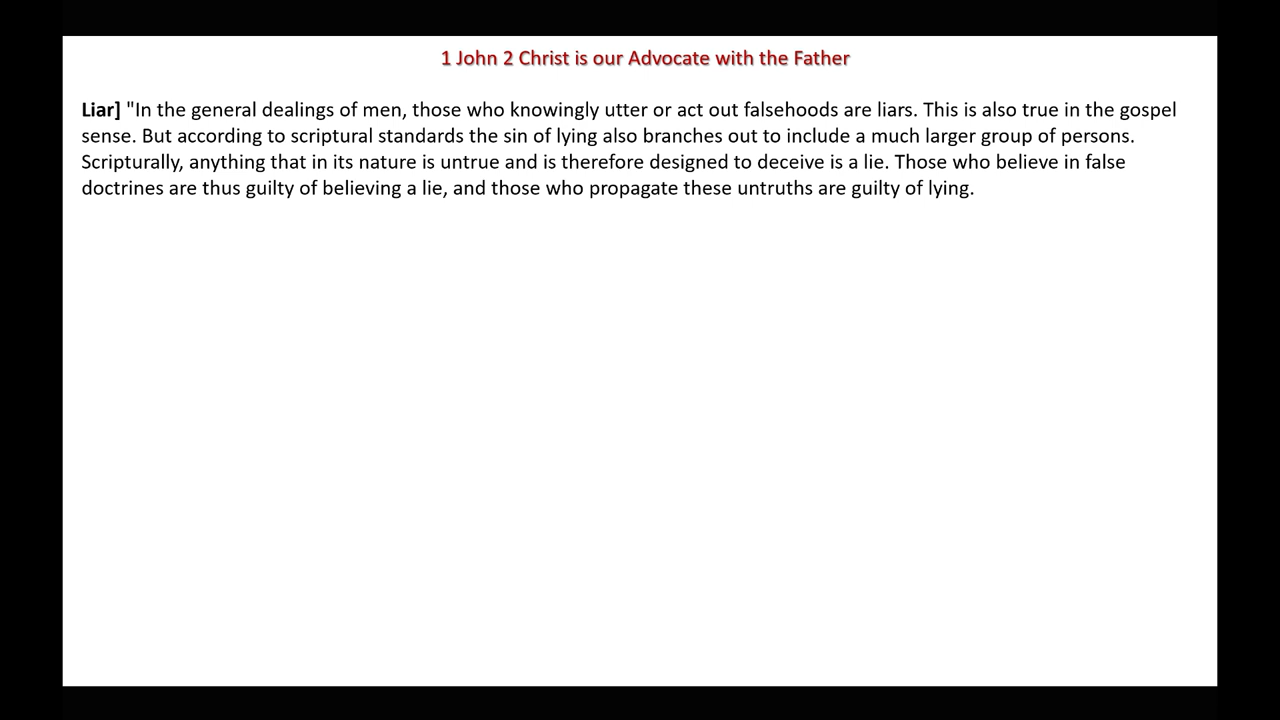 1 John 2 Christ is our Advocate with the Father
Liar] "In the general dealings of men, those who knowingly utter or act out falsehoods are liars. This is also true in the gospel
sense. But according to scriptural standards the sin of lying also branches out to include a much larger group of persons.
Scripturally, anything that in its nature is untrue and is therefore designed to deceive is a lie. Those who believe in false
doctrines are thus guilty of believing a lie, and those who propagate these untruths are guilty of lying.